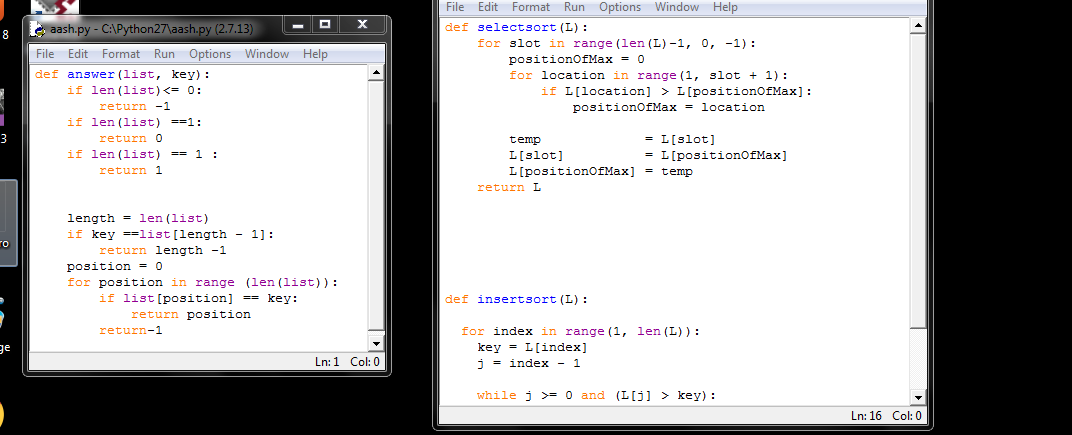 8
3
ro
ge
aash.py - C:\Python27\aash.py (2.7.13)
File Edit Format Run Options Window Help
def answer(list, key):
    if len(list)<= 0:
        return -1
    if len(list) ==1:
        return 0
    if len(list) == 1 :
        return 1
    length = len(list)
    if key ==list[length - 1]:
        return length -1
    position = 0
    for position in range (len(list)):
        if list[position] == key:
            return position
        return-1
Ln:1 Col:0
File Edit Format Run Options Window Help
def selectsort(L):
    for slot in range(len(L)-1, 0, -1):
        positionOfMax = 0
        for location in range(1, slot + 1):
            if L[location] > L[positionOfMax]:
                positionOfMax = location
        temp             = L[slot]
        L[slot]          = L[positionOfMax]
        L[positionOfMax] = temp
    return L
def insertsort(L):
  for index in range(1, len(L)):
    key = L[index]
    j = index - 1
    while j >= 0 and (L[j] > key):
Ln:16 Col:0